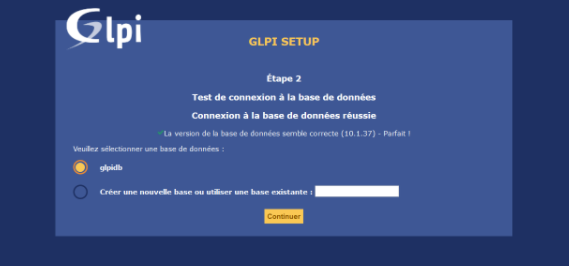 Glpi
GLPI SETUP
Étape 2
Test de connexion à la base de données
Connexion à la base de données réussie
La version de la base de données semble correcte (10.1.37) - Parfait !
Veuillez sélectionner une base de données :
glpidb
Créer une nouvelle base ou utiliser une base existante :
Continuer